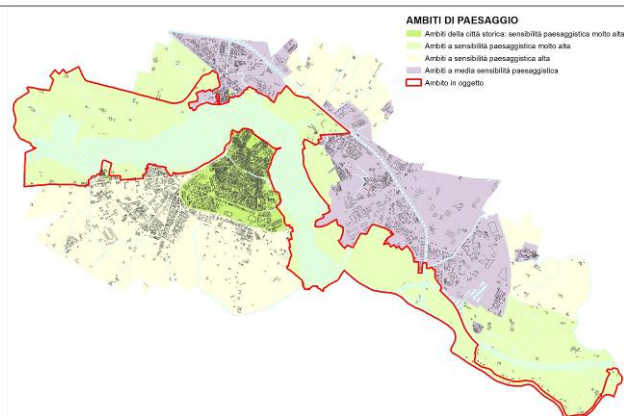 AMBITI DI PAESAGGIO
Ambiti della città storica: sensibilità paesaggistica molto alta
Ambiti a sensibilità paesaggistica molto alta
Ambiti a sensibilità paesaggistica alta
Ambiti a media sensibilità paesaggistica
Ambito in oggetto